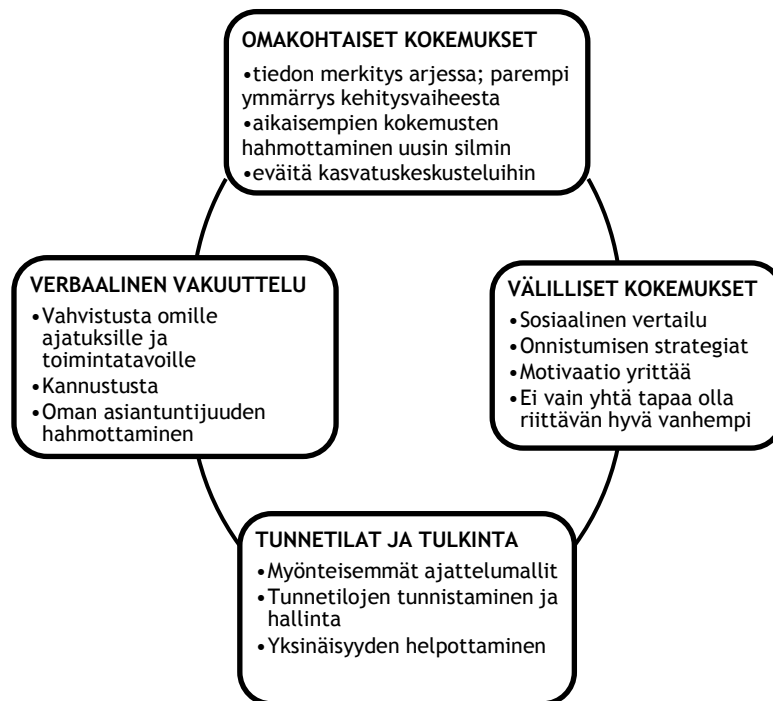 OMAKOHTAISET KOKEMUKSET
•tiedon merkitys arjessa; parempi
ymmärrys kehitysvaiheesta
•aikaisempien kokemusten
hahmottaminen uusin silmin
•eväitä kasvatuskeskusteluihin
VERBAALINEN VAKUUTTELU
•Vahvistusta omille
ajatuksille ja
toimintatavoille
•Kannustusta
•Oman asiantuntijuuden
hahmottaminen
VÄLILLISET KOKEMUKSET
•Sosiaalinen vertailu
•Onnistumisen strategiat
•Motivaatio yrittää
•Ei vain yhtä tapaa olla
riittävän hyvä vanhempi
TUNNETILAT JA TULKINTA
•Myönteisemmät ajattelumallit
•Tunnetilojen tunnistaminen ja
hallinta
•Yksinäisyyden helpottaminen